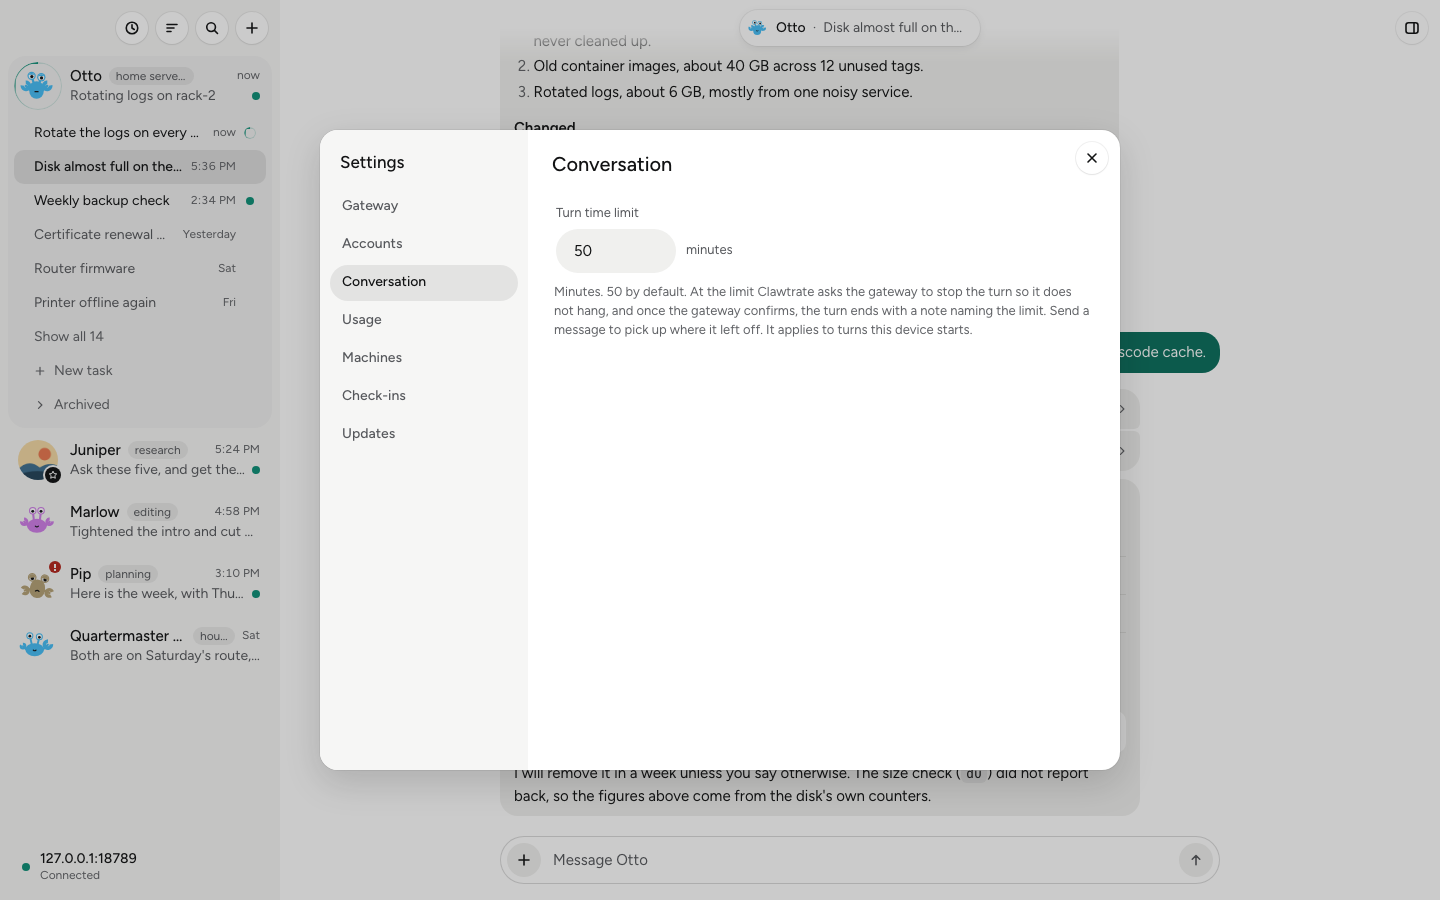 Otto · Disk almost full on th...
never cleaned up.
2. Old container images, about 40 GB across 12 unused tags.
3. Rotated logs, about 6 GB, mostly from one noisy service.
Changed
Otto home serve... now
Rotating logs on rack-2
Rotate the logs on every ... now
Disk almost full on the... 5:36 PM
Weekly backup check 2:34 PM
Certificate renewal ... Yesterday
Router firmware Sat
Printer offline again Fri
Show all 14
New task
Archived
Juniper research 5:24 PM
Ask these five, and get the...
Marlow editing 4:58 PM
Tightened the intro and cut ...
Pip planning 3:10 PM
Here is the week, with Thu...
Quartermaster ... hou... Sat
Both are on Saturday's route,...
127.0.0.1:18789
Connected
Settings
Gateway
Accounts
Conversation
Usage
Machines
Check-ins
Updates
Conversation
Turn time limit
50 minutes
Minutes. 50 by default. At the limit Clawtrate asks the gateway to stop the turn so it does
not hang, and once the gateway confirms, the turn ends with a note naming the limit. Send a
message to pick up where it left off. It applies to turns this device starts.
scode cache.
I will remove it in a week unless you say otherwise. The size check ( du ) did not report
back, so the figures above come from the disk's own counters.
Message Otto